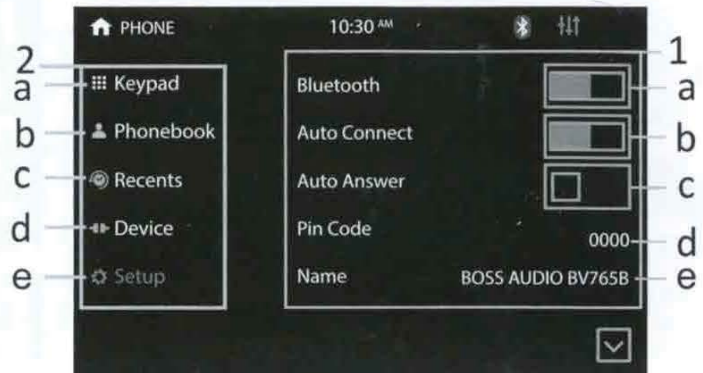 PHONE 10:30 AM
2 1
a Keypad Bluetooth a
b Phonebook Auto Connect b
c Recents Auto Answer c
d Device Pin Code 0000 d
e Setup Name BOSS AUDIO BV765B e